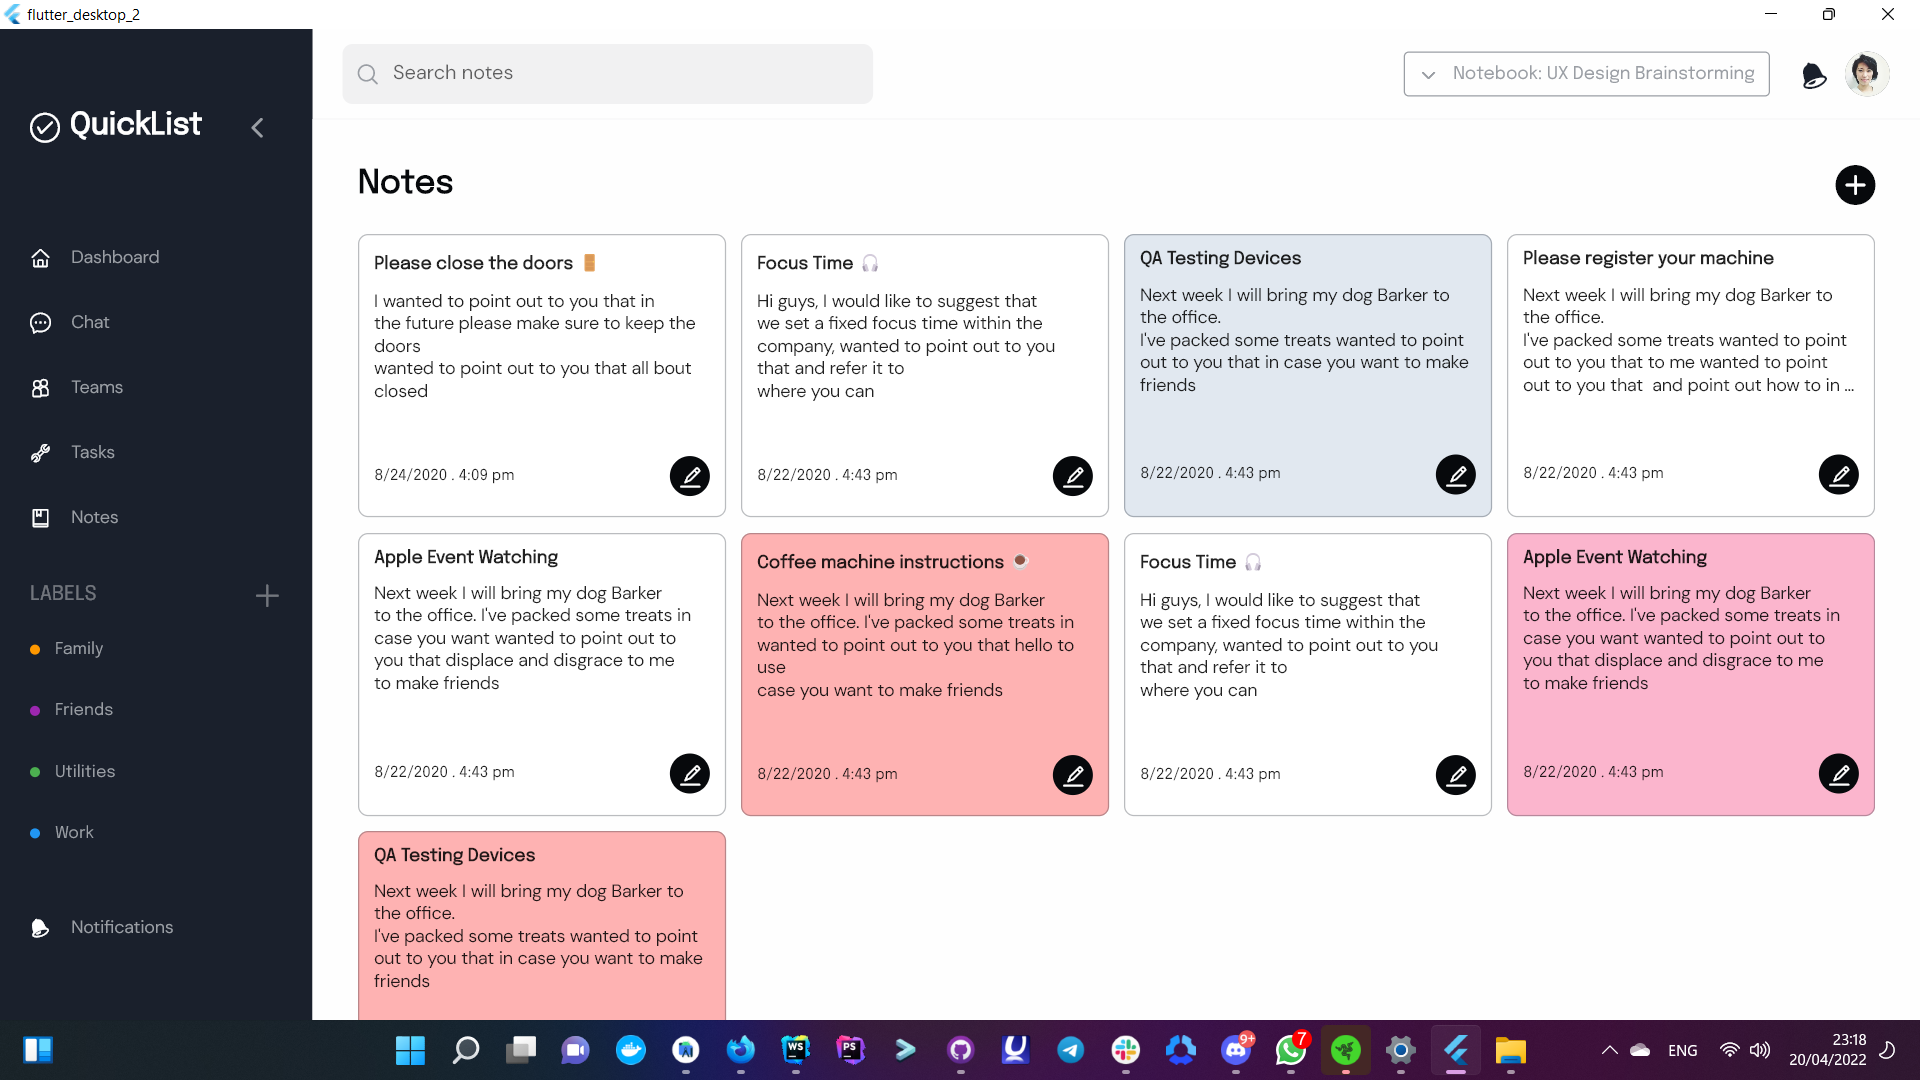 flutter_desktop_2
QuickList
Dashboard
Chat
Teams
Tasks
Notes
LABELS
Family
Friends
Utilities
Work
Notifications
Search notes
Notebook: UX Design Brainstorming
Notes
Please close the doors 🚪
I wanted to point out to you that in
the future please make sure to keep the
doors
wanted to point out to you that all bout
closed
8/24/2020 . 4:09 pm
Focus Time 🎧
Hi guys, I would like to suggest that
we set a fixed focus time within the
company, wanted to point out to you
that and refer it to
where you can
8/22/2020 . 4:43 pm
QA Testing Devices
Next week I will bring my dog Barker to
the office.
I've packed some treats wanted to point
out to you that in case you want to make
friends
8/22/2020 . 4:43 pm
Please register your machine
Next week I will bring my dog Barker to
the office.
I've packed some treats wanted to point
out to you that to me wanted to point
out to you that  and point out how to in ...
8/22/2020 . 4:43 pm
Apple Event Watching
Next week I will bring my dog Barker
to the office. I've packed some treats in
case you want wanted to point out to
you that displace and disgrace to me
to make friends
8/22/2020 . 4:43 pm
Coffee machine instructions ☕
Next week I will bring my dog Barker
to the office. I've packed some treats in
wanted to point out to you that hello to
use
case you want to make friends
8/22/2020 . 4:43 pm
Focus Time 🎧
Hi guys, I would like to suggest that
we set a fixed focus time within the
company, wanted to point out to you
that and refer it to
where you can
8/22/2020 . 4:43 pm
Apple Event Watching
Next week I will bring my dog Barker
to the office. I've packed some treats in
case you want wanted to point out to
you that displace and disgrace to me
to make friends
8/22/2020 . 4:43 pm
QA Testing Devices
Next week I will bring my dog Barker to
the office.
I've packed some treats wanted to point
out to you that in case you want to make
friends
WS
PS
9+
7
ENG
23:18
20/04/2022